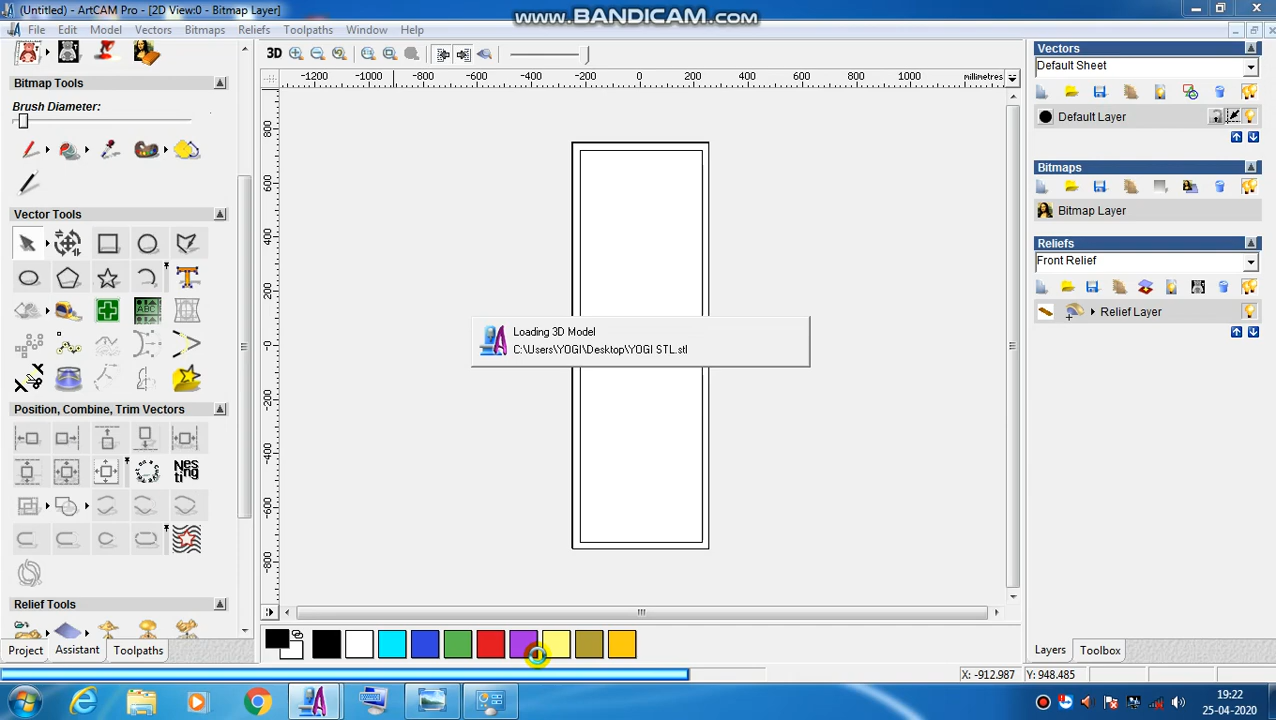 (Untitled) - ArtCAM Pro - [2D View:0 - Bitmap Layer]
www.BANDICAM.com
File Edit Model Vectors Bitmaps Reliefs Toolpaths Window Help
3D
-1200 -1000 -800 -600 -400 -200 0 200 400 600 800 1000 millimetres
Bitmap Tools
Brush Diameter:
Vector Tools
ABC
Position, Combine, Trim Vectors
Nes
ting
Relief Tools
Project Assistant Toolpaths
800
600
400
200
-0
-200
-400
-600
-800
Loading 3D Model
C:\Users\YOGI\Desktop\YOGI STL.stl
Vectors
Default Sheet
Default Layer
Bitmaps
Bitmap Layer
Reliefs
Front Relief
Relief Layer
Layers Toolbox
X: -912.987 Y: 948.485
19:22
25-04-2020